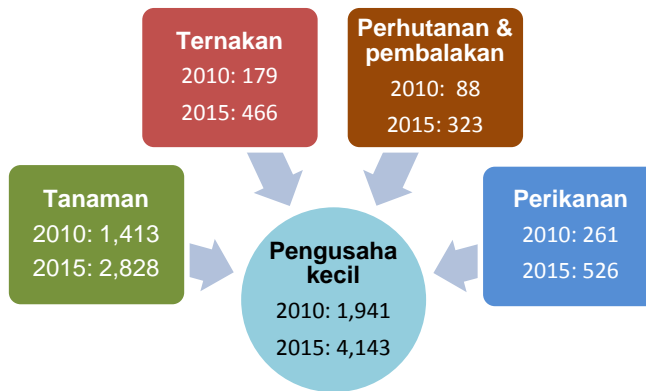 Ternakan
2010: 179
2015: 466
Perhutanan &
pembalakan
2010: 88
2015: 323
Tanaman
2010: 1,413
2015: 2,828
Perikanan
2010: 261
2015: 526
Pengusaha
kecil
2010: 1,941
2015: 4,143